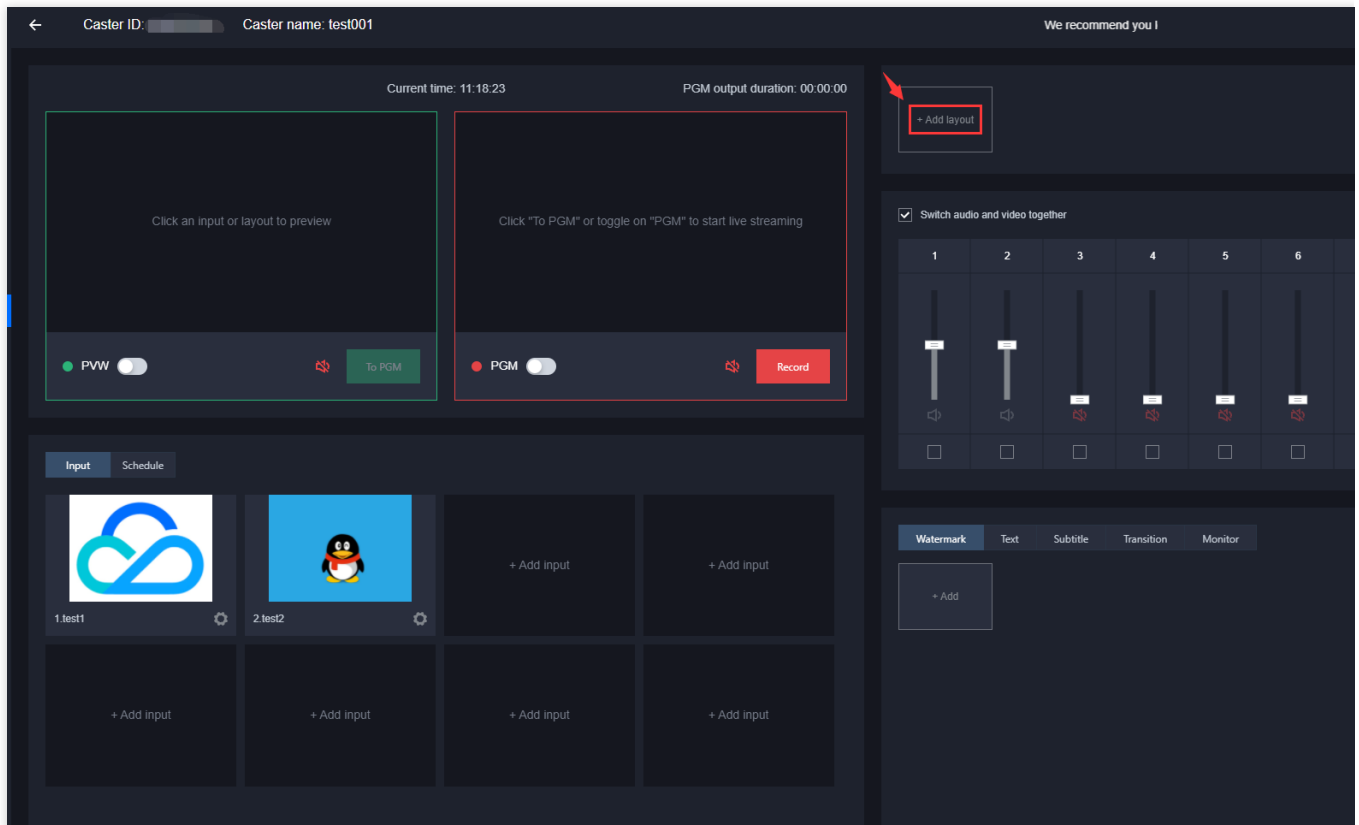 Caster ID: Caster name: test001 We recommend you l
Current time: 11:18:23 PGM output duration: 00:00:00
+ Add layout
Click an input or layout to preview
Click "To PGM" or toggle on "PGM" to start live streaming
PVW To PGM
PGM Record
Switch audio and video together
1 2 3 4 5 6
Input Schedule
1.test1
2.test2
+ Add input
+ Add input
+ Add input
+ Add input
+ Add input
+ Add input
Watermark Text Subtitle Transition Monitor
+ Add